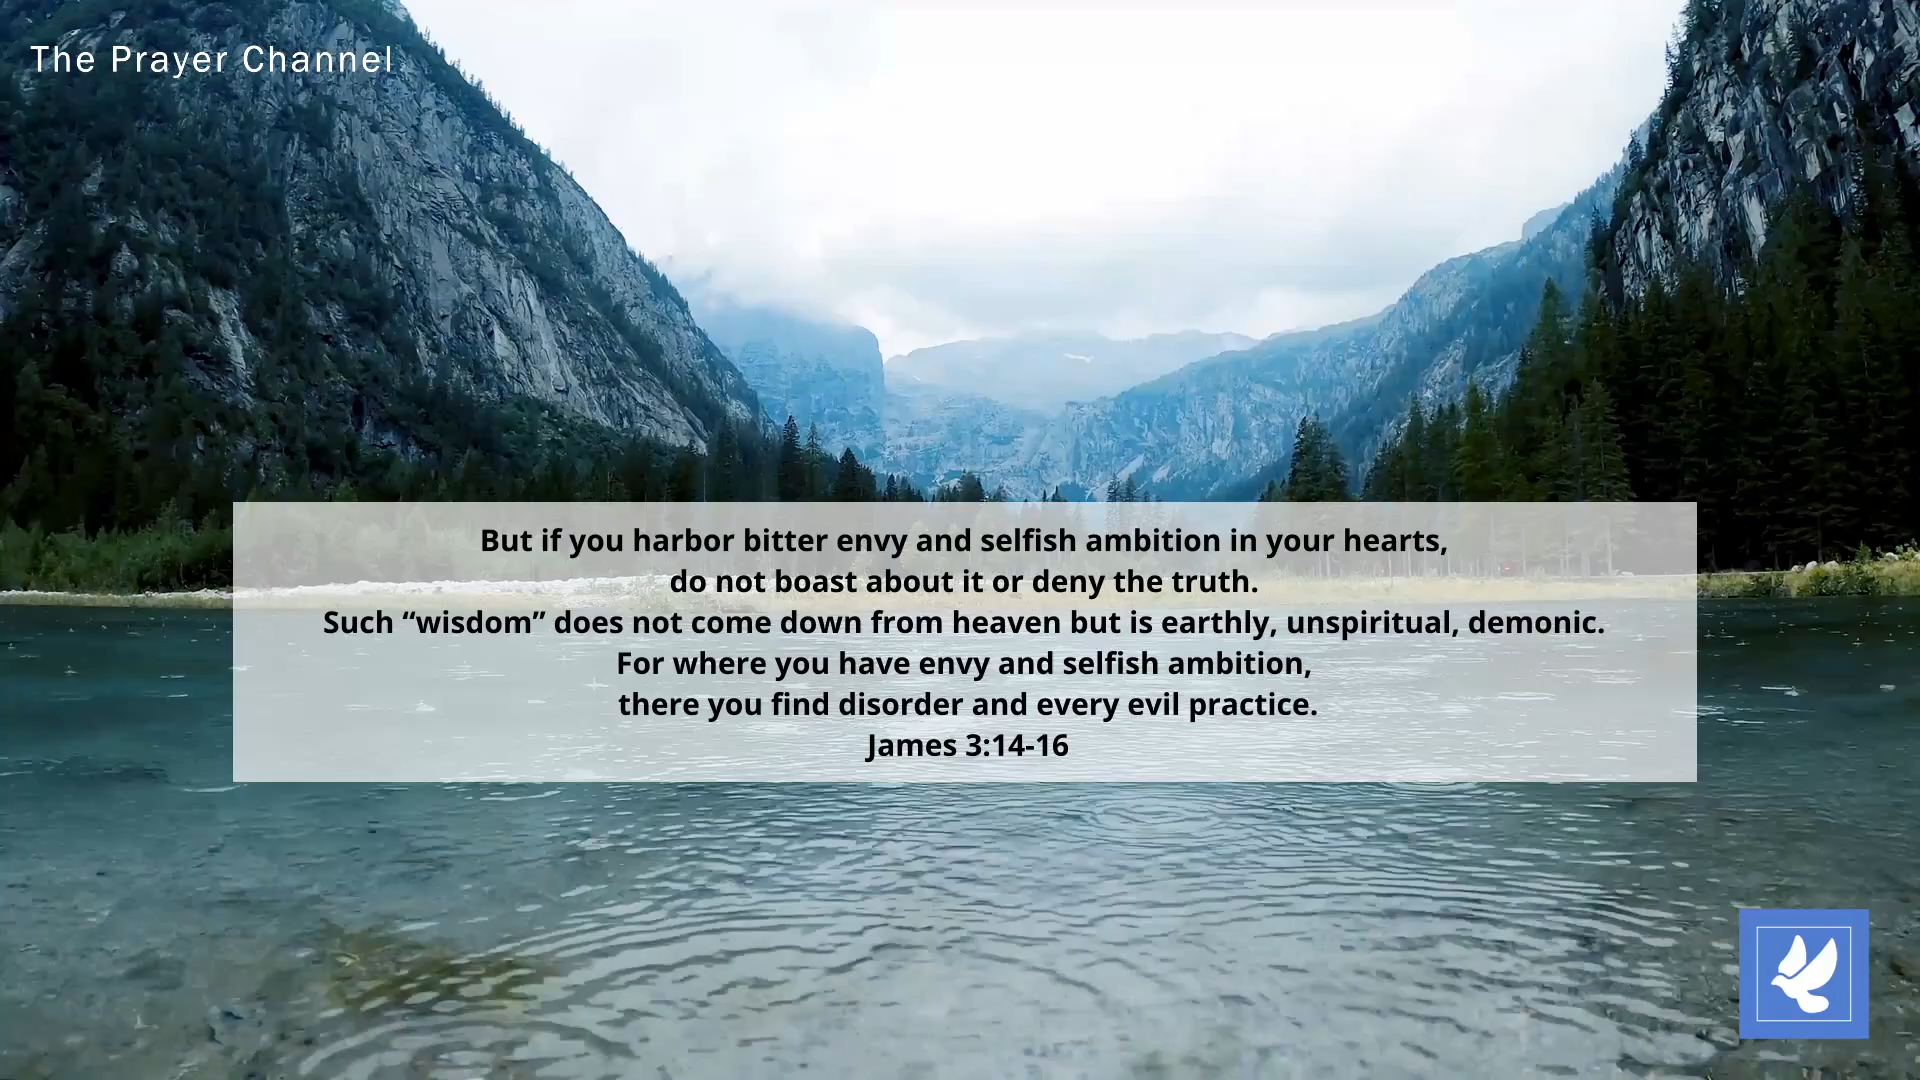 The Prayer Channel
But if you harbor bitter envy and selfish ambition in your hearts,
do not boast about it or deny the truth.
Such “wisdom” does not come down from heaven but is earthly, unspiritual, demonic.
For where you have envy and selfish ambition,
there you find disorder and every evil practice.
James 3:14-16